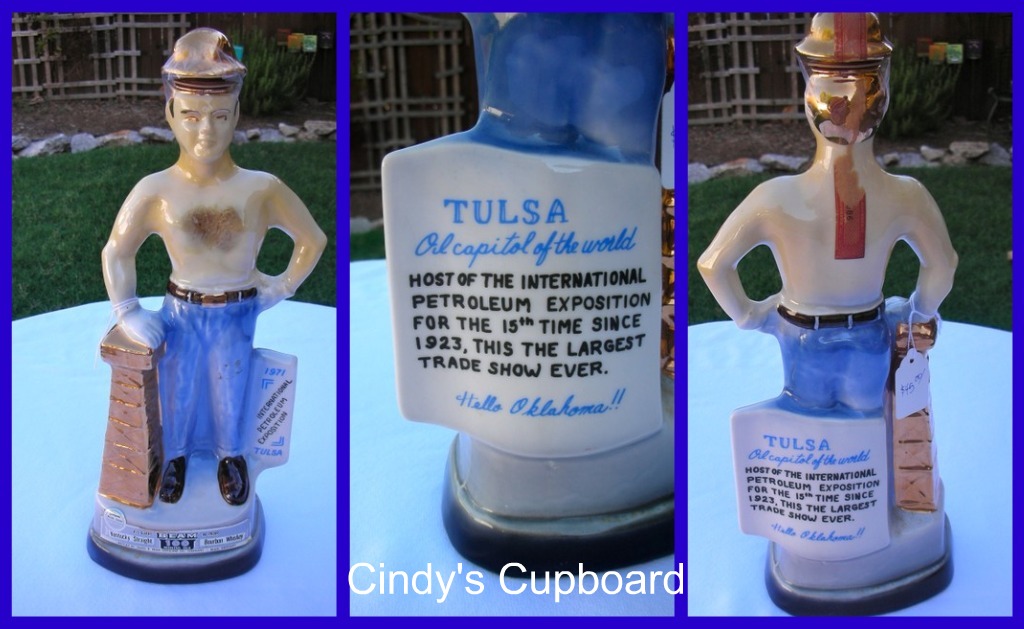 1971
INTERNATIONAL
PETROLEUM
EXPOSITION
TULSA
BEAM
100
Kentucky Straight
Bourbon Whiskey
TULSA
Oil capitol of the world
HOST OF THE INTERNATIONAL
PETROLEUM EXPOSITION
FOR THE 15th TIME SINCE
1923, THIS THE LARGEST
TRADE SHOW EVER.
Hello Oklahoma!!
$45.00
TULSA
Oil capitol of the world
HOST OF THE INTERNATIONAL
PETROLEUM EXPOSITION
FOR THE 15th TIME SINCE
1923, THIS THE LARGEST
TRADE SHOW EVER.
Hello Oklahoma!!
Cindy's Cupboard